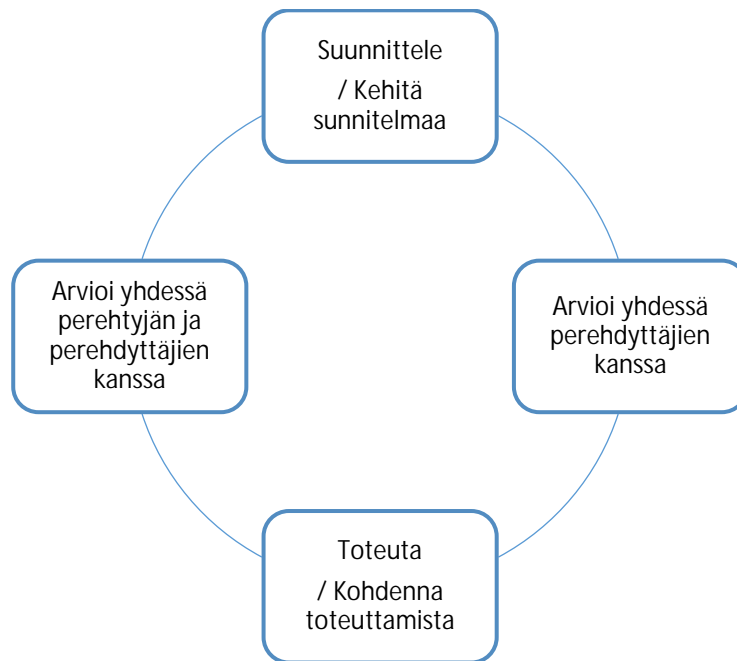 Suunnittele
/ Kehitä
sunnitelmaa
Arvioi yhdessä
perehtyjän ja
perehdyttäjien
kanssa
Arvioi yhdessä
perehdyttäjien
kanssa
Toteuta
/ Kohdenna
toteuttamista